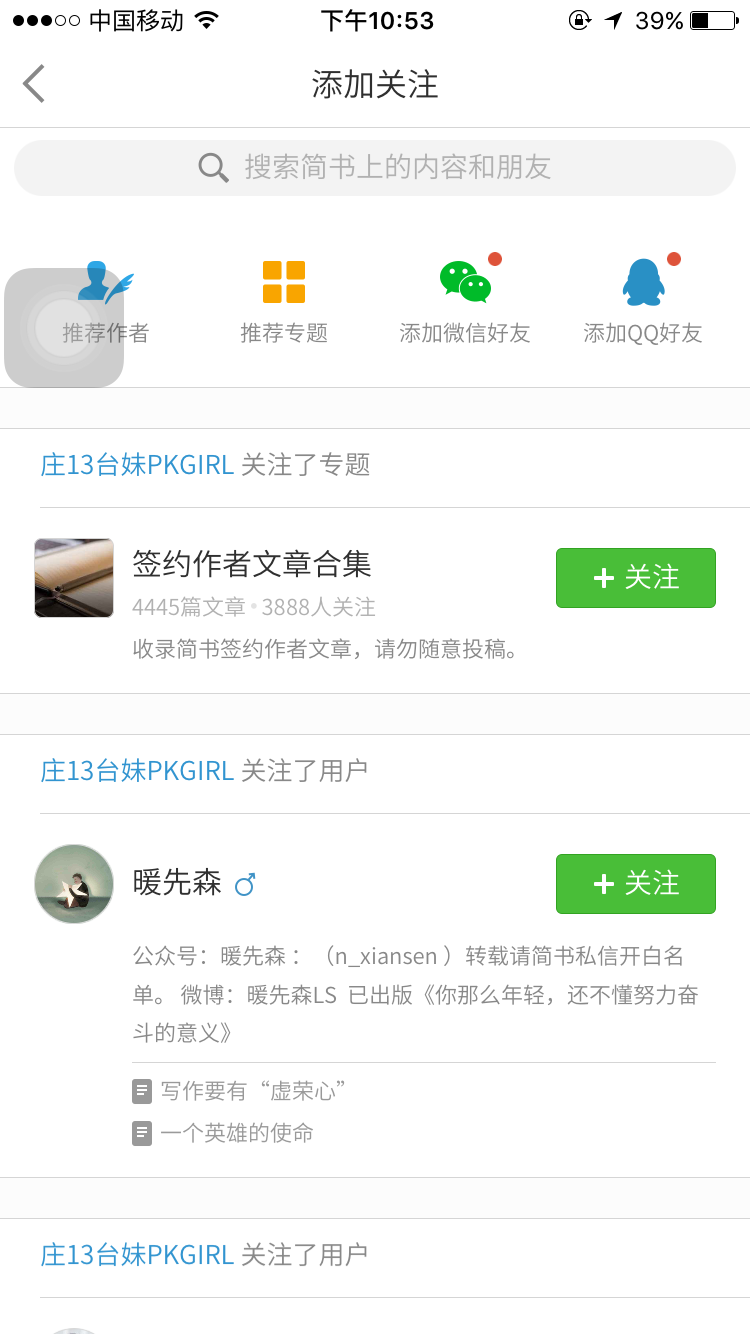 中国移动 下午10:53 39%
添加关注
搜索简书上的内容和朋友
推荐作者 推荐专题 添加微信好友 添加QQ好友
庄13台妹PKGIRL 关注了专题
签约作者文章合集
关注
4445篇文章 3888人关注
收录简书签约作者文章，请勿随意投稿。
庄13台妹PKGIRL 关注了用户
暖先森
关注
公众号：暖先森：（n_xiansen ）转载请简书私信开白名
单。 微博：暖先森LS 已出版《你那么年轻，还不懂努力奋
斗的意义》
写作要有“虚荣心”
一个英雄的使命
庄13台妹PKGIRL 关注了用户